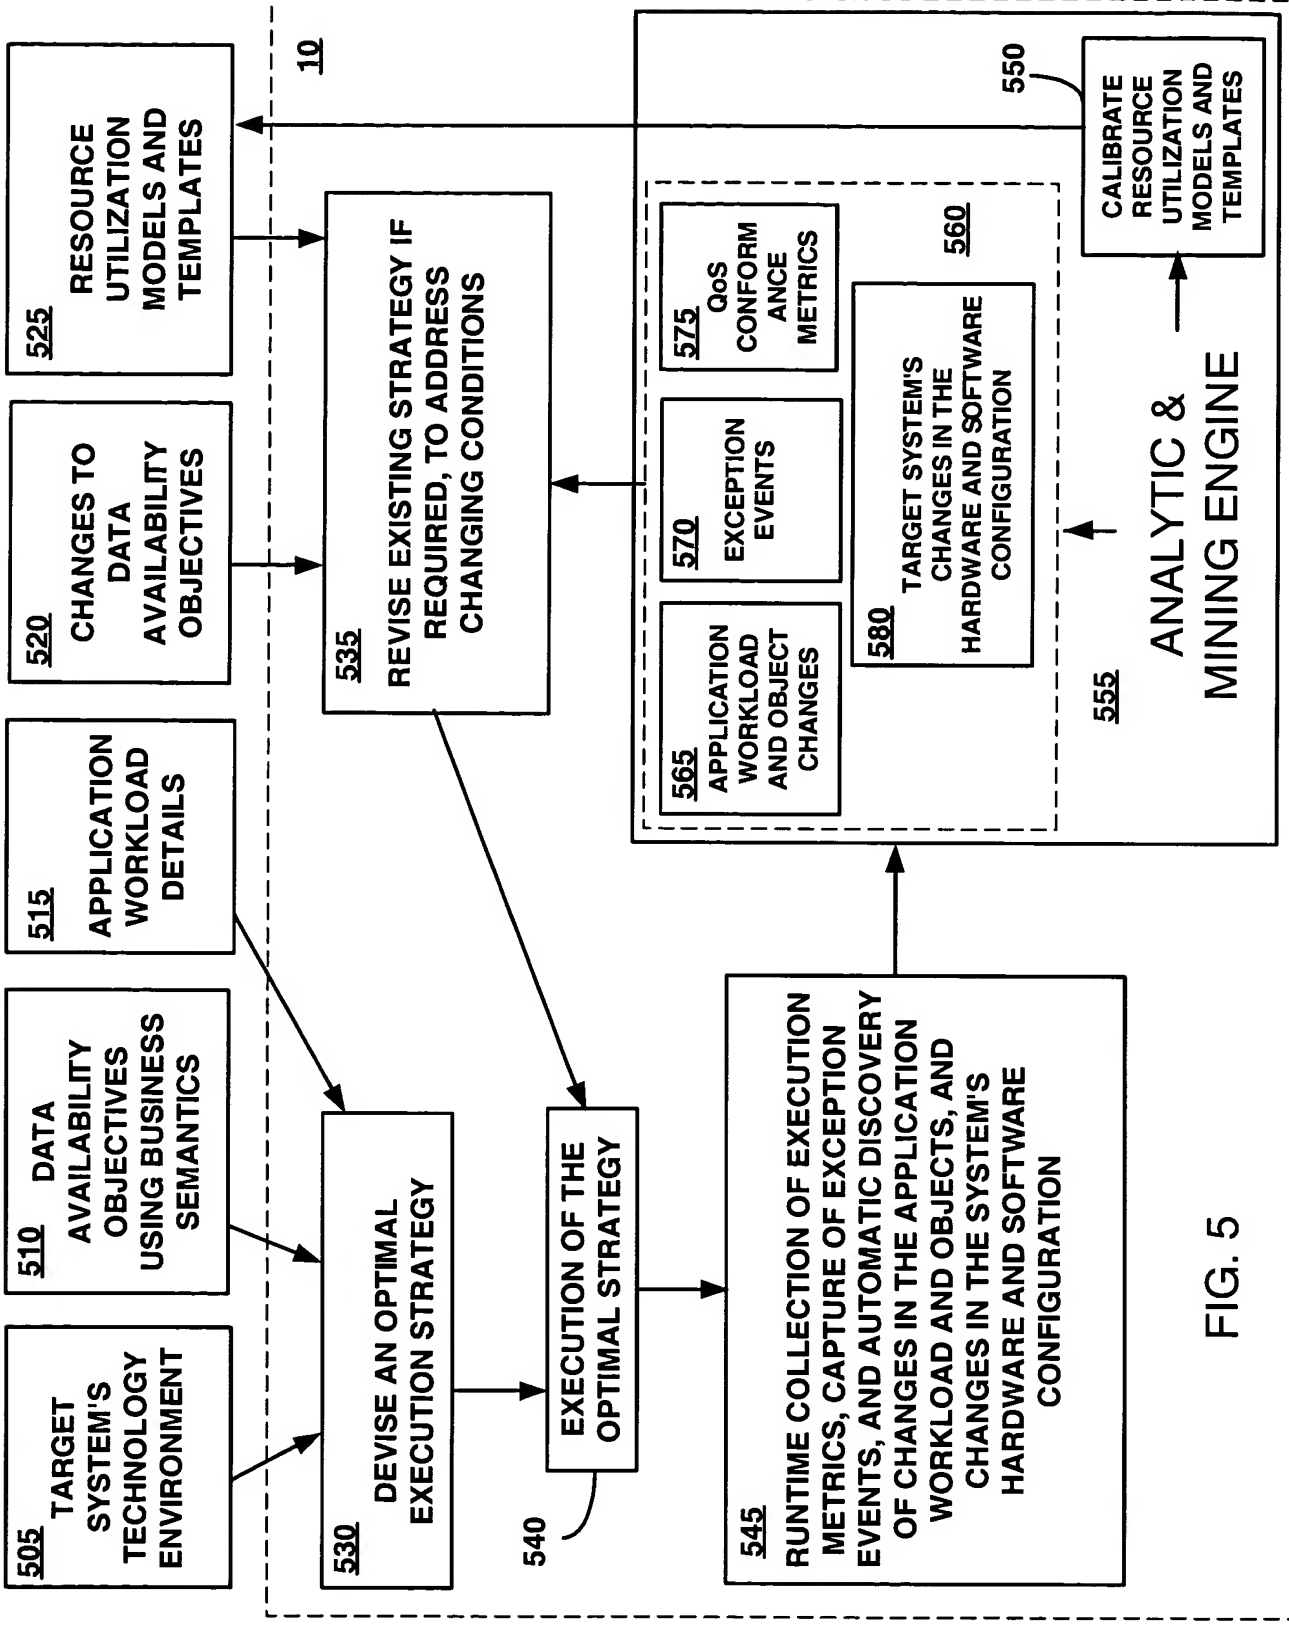 505
TARGET
SYSTEM'S
TECHNOLOGY
ENVIRONMENT
510
DATA
AVAILABILITY
OBJECTIVES
USING BUSINESS
SEMANTICS
515
APPLICATION
WORKLOAD
DETAILS
520
CHANGES TO
DATA
AVAILABILITY
OBJECTIVES
525
RESOURCE
UTILIZATION
MODELS AND
TEMPLATES
10
530
DEVISE AN OPTIMAL
EXECUTION STRATEGY
535
REVISE EXISTING STRATEGY IF
REQUIRED, TO ADDRESS
CHANGING CONDITIONS
540
EXECUTION OF THE
OPTIMAL STRATEGY
545
RUNTIME COLLECTION OF EXECUTION
METRICS, CAPTURE OF EXCEPTION
EVENTS, AND AUTOMATIC DISCOVERY
OF CHANGES IN THE APPLICATION
WORKLOAD AND OBJECTS, AND
CHANGES IN THE SYSTEM'S
HARDWARE AND SOFTWARE
CONFIGURATION
565
APPLICATION
WORKLOAD
AND OBJECT
CHANGES
570
EXCEPTION
EVENTS
575
QoS
CONFORM
ANCE
METRICS
580
TARGET SYSTEM'S
CHANGES IN THE
HARDWARE AND SOFTWARE
CONFIGURATION
560
555
ANALYTIC &
MINING ENGINE
550
CALIBRATE
RESOURCE
UTILIZATION
MODELS AND
TEMPLATES
FIG. 5